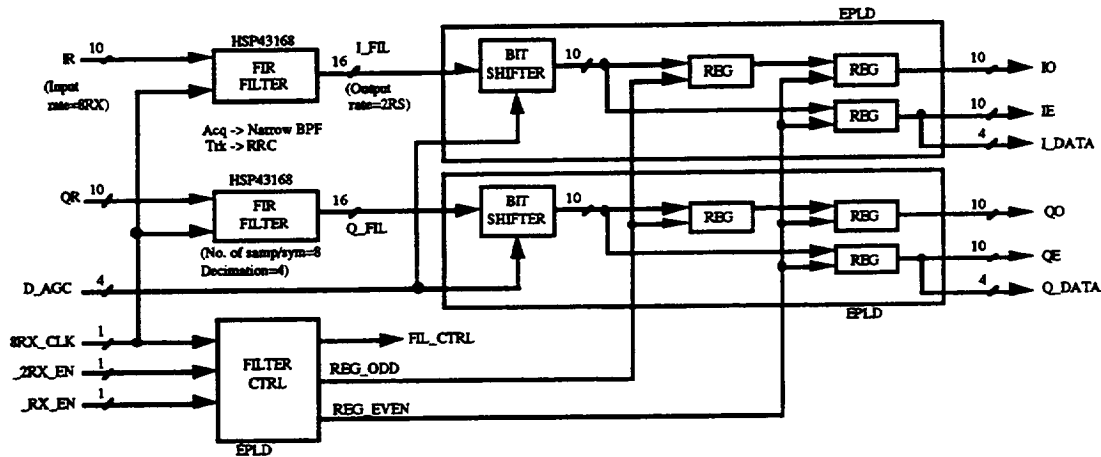 EPLD
HSP43168
IR
10
FIR
FILTER
16
I_FIL
BIT
SHIFTER
10
REG
REG
10
IO
(Input
rate=8RX)
(Output
rate=2RS)
REG
10
IE
Acq -> Narrow BPF
Trk -> RRC
4
I_DATA
HSP43168
QR
10
FIR
FILTER
16
Q_FIL
BIT
SHIFTER
10
REG
REG
10
QO
(No. of samp/sym=8
Decimation=4)
REG
10
QE
D_AGC
4
4
Q_DATA
EPLD
8RX_CLK
1
FILTER
CTRL
FIL_CTRL
_2RX_EN
1
REG_ODD
_RX_EN
1
REG_EVEN
EPLD